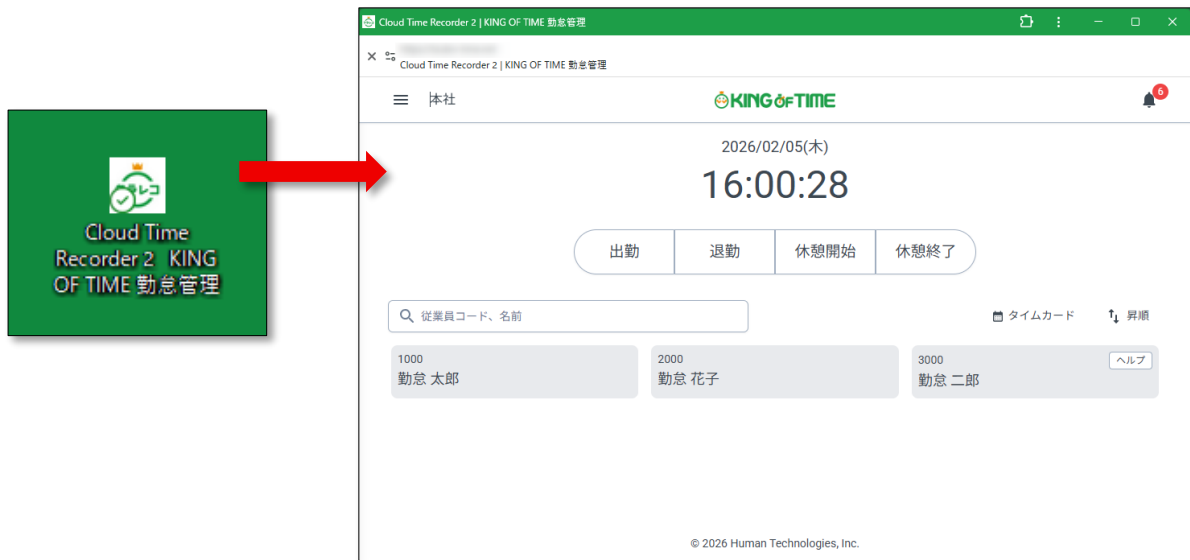 レコ
Cloud Time
Recorder 2 KING
OF TIME 勤怠管理
Cloud Time Recorder 2 | KING OF TIME 勤怠管理
Cloud Time Recorder 2 | KING OF TIME 勤怠管理
本社
KING OF TIME
6
2026/02/05(木)
16:00:28
出勤 退勤 休憩開始 休憩終了
従業員コード、名前 タイムカード 昇順
1000 2000 3000 ヘルプ
勤怠 太郎 勤怠 花子 勤怠 二郎
© 2026 Human Technologies, Inc.